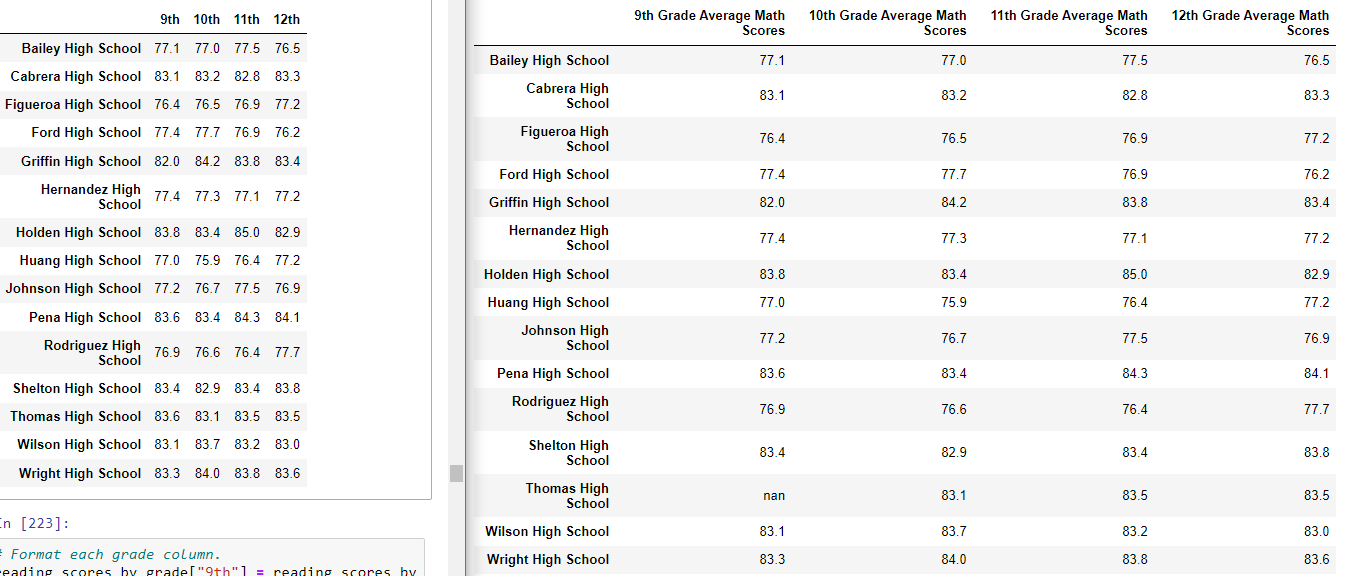 9th 10th 11th 12th
Bailey High School 77.1 77.0 77.5 76.5
Cabrera High School 83.1 83.2 82.8 83.3
Figueroa High School 76.4 76.5 76.9 77.2
Ford High School 77.4 77.7 76.9 76.2
Griffin High School 82.0 84.2 83.8 83.4
Hernandez High
School 77.4 77.3 77.1 77.2
Holden High School 83.8 83.4 85.0 82.9
Huang High School 77.0 75.9 76.4 77.2
Johnson High School 77.2 76.7 77.5 76.9
Pena High School 83.6 83.4 84.3 84.1
Rodriguez High
School 76.9 76.6 76.4 77.7
Shelton High School 83.4 82.9 83.4 83.8
Thomas High School 83.6 83.1 83.5 83.5
Wilson High School 83.1 83.7 83.2 83.0
Wright High School 83.3 84.0 83.8 83.6
In [223]:
# Format each grade column.
reading_scores_by_grade["9th"] = reading_scores_by
9th Grade Average Math 10th Grade Average Math 11th Grade Average Math 12th Grade Average Math
Scores Scores Scores Scores
Bailey High School 77.1 77.0 77.5 76.5
Cabrera High
School 83.1 83.2 82.8 83.3
Figueroa High
School 76.4 76.5 76.9 77.2
Ford High School 77.4 77.7 76.9 76.2
Griffin High School 82.0 84.2 83.8 83.4
Hernandez High
School 77.4 77.3 77.1 77.2
Holden High School 83.8 83.4 85.0 82.9
Huang High School 77.0 75.9 76.4 77.2
Johnson High
School 77.2 76.7 77.5 76.9
Pena High School 83.6 83.4 84.3 84.1
Rodriguez High
School 76.9 76.6 76.4 77.7
Shelton High
School 83.4 82.9 83.4 83.8
Thomas High
School nan 83.1 83.5 83.5
Wilson High School 83.1 83.7 83.2 83.0
Wright High School 83.3 84.0 83.8 83.6